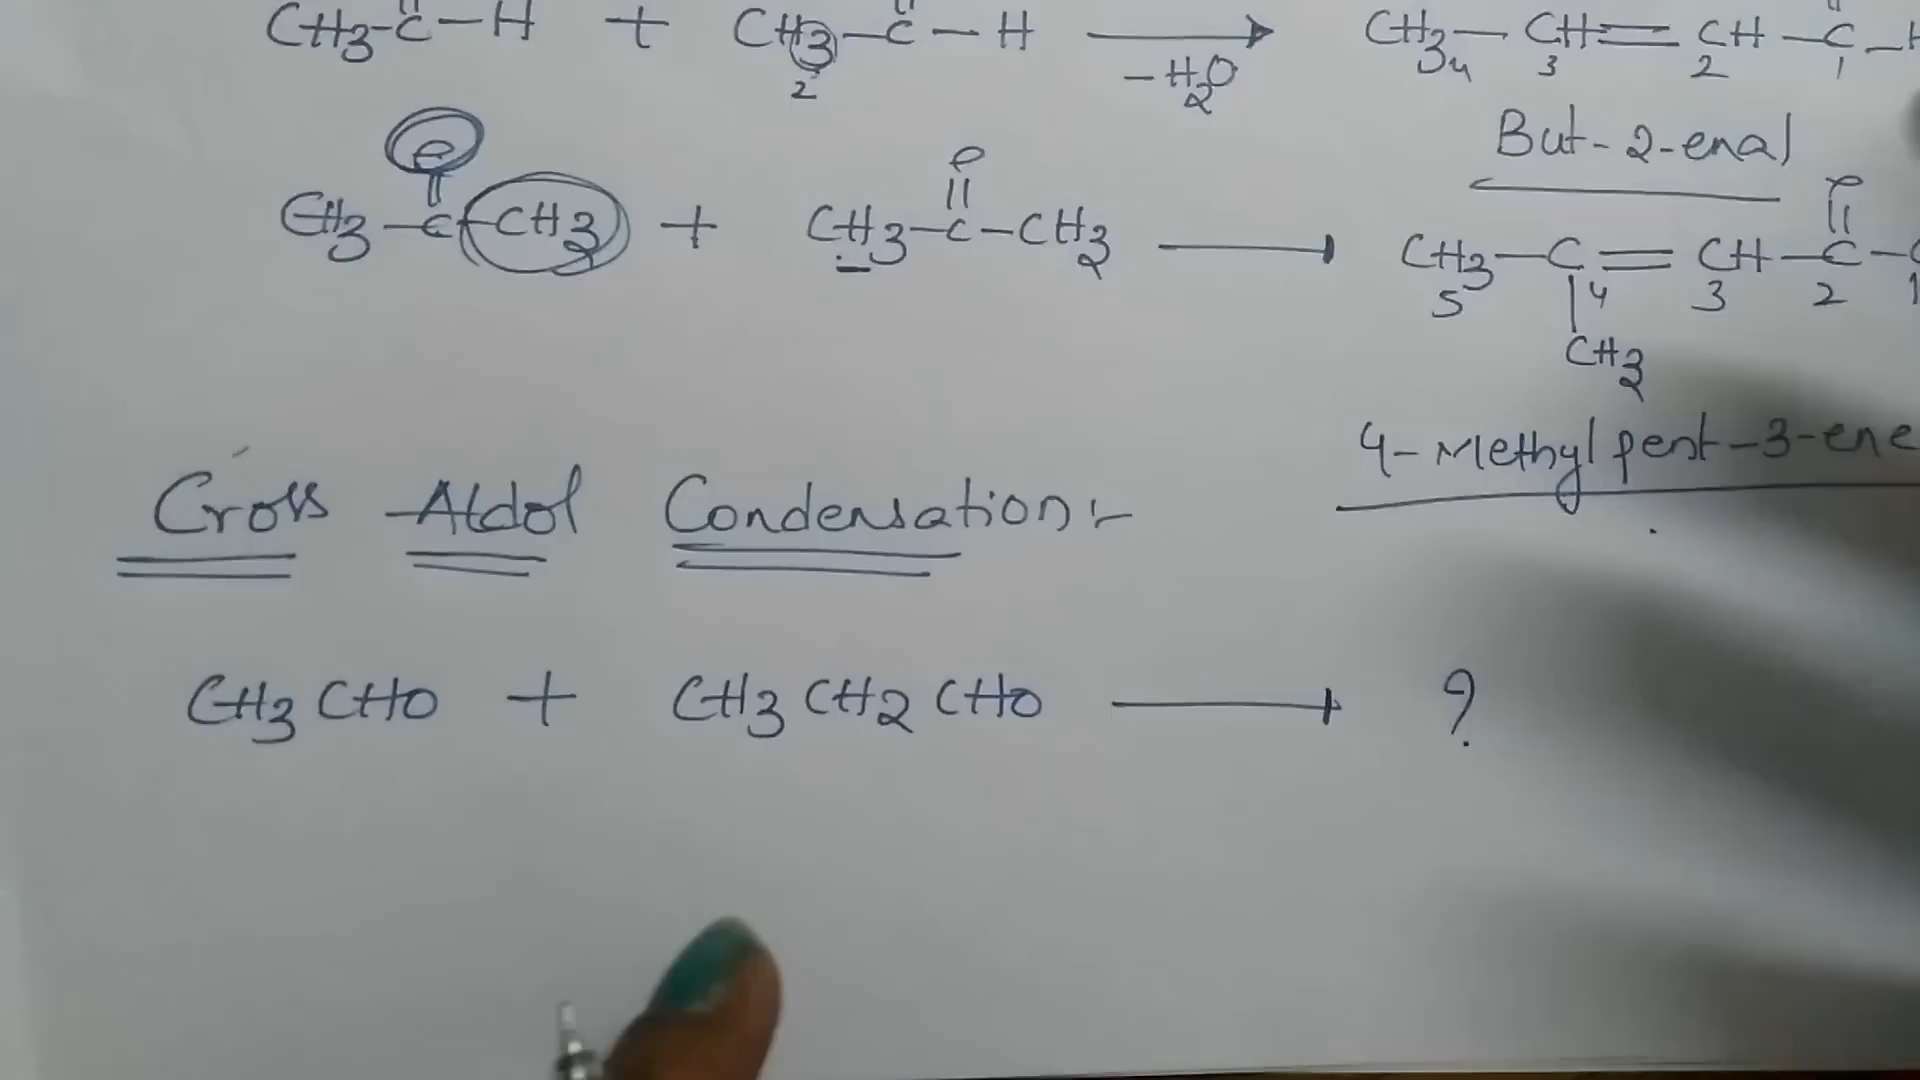 CH3-C-H + CH3-C-H → CH3-CH=CH-C-H
2 -H2O 4 3 2 1
But-2-enal
O O O
CH3-C-CH3 + CH3-C-CH3 → CH3-C=CH-C-
5 4 3 2 1
CH3
4-Methyl pent-3-ene
Cross Aldol Condensation:-
CH3CHO + CH3CH2CHO → ?